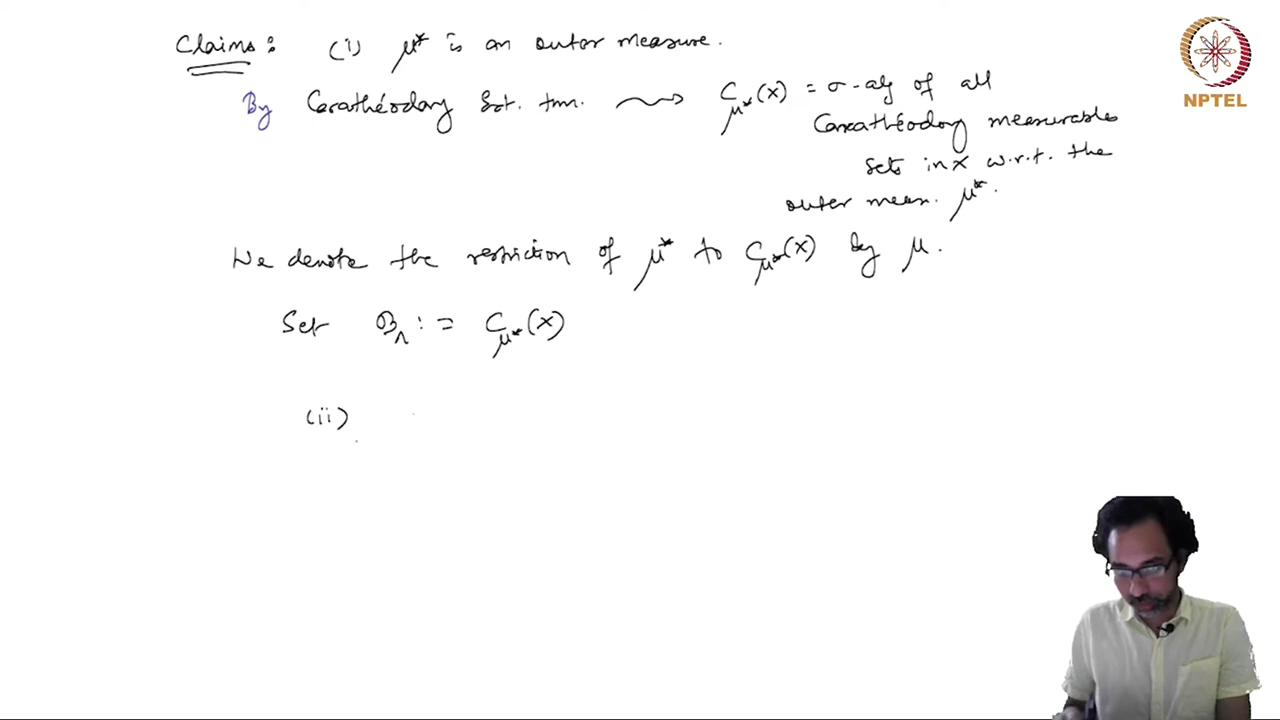 Claims: (i) μ* is an outer measure.
By Carathéodory Ext. thm. ⇝ C_μ*(X) = σ-alg of all
Carathéodory measurable
sets in X w.r.t. the
outer meas. μ*.
We denote the restriction of μ* to C_μ*(X) by μ.
Set 𝓑_Λ := C_μ*(X)
(ii)
NPTEL